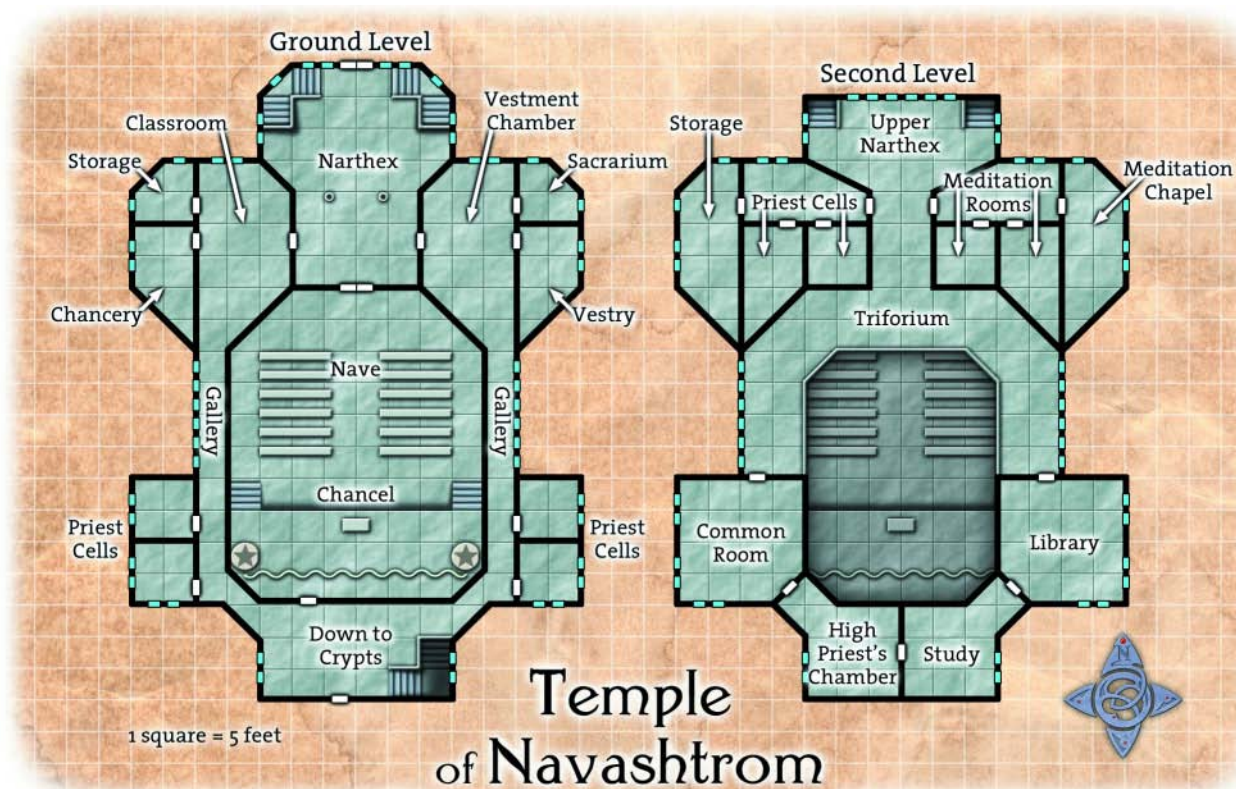 Ground Level
Second Level
Classroom
Vestment
Chamber
Storage
Narthex
Sacrarium
Chancery
Vestry
Nave
Gallery
Gallery
Chancel
Priest
Cells
Priest
Cells
Down to
Crypts
Storage
Upper
Narthex
Priest Cells
Meditation
Rooms
Meditation
Chapel
Triforium
Common
Room
Library
High
Priest's
Chamber
Study
N
1 square = 5 feet
Temple
of Navashtrom